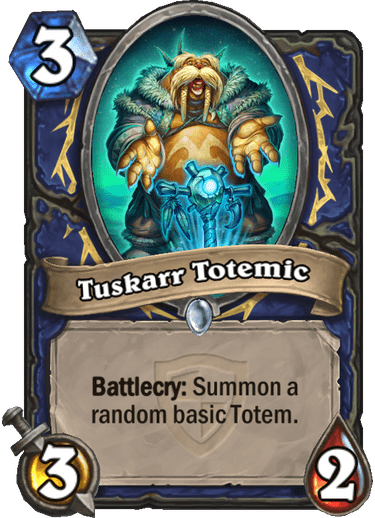 3
Tuskarr Totemic
Battlecry: Summon a
random basic Totem.
3
2